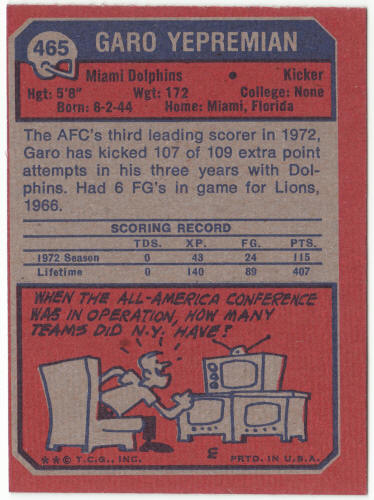 465 GARO YEPREMIAN
Miami Dolphins • Kicker
Hgt: 5'8" Wgt: 172 College: None
Born: 6-2-44 Home: Miami, Florida
The AFC's third leading scorer in 1972,
Garo has kicked 107 of 109 extra point
attempts in his three years with Dol-
phins. Had 6 FG's in game for Lions,
1966.
SCORING RECORD
TDS. XP. FG. PTS.
1972 Season 0 43 24 115
Lifetime 0 140 89 407
WHEN THE ALL-AMERICA CONFERENCE
WAS IN OPERATION, HOW MANY
TEAMS DID N.Y. HAVE?
**© T.C.G., INC. PRTD. IN U.S.A.